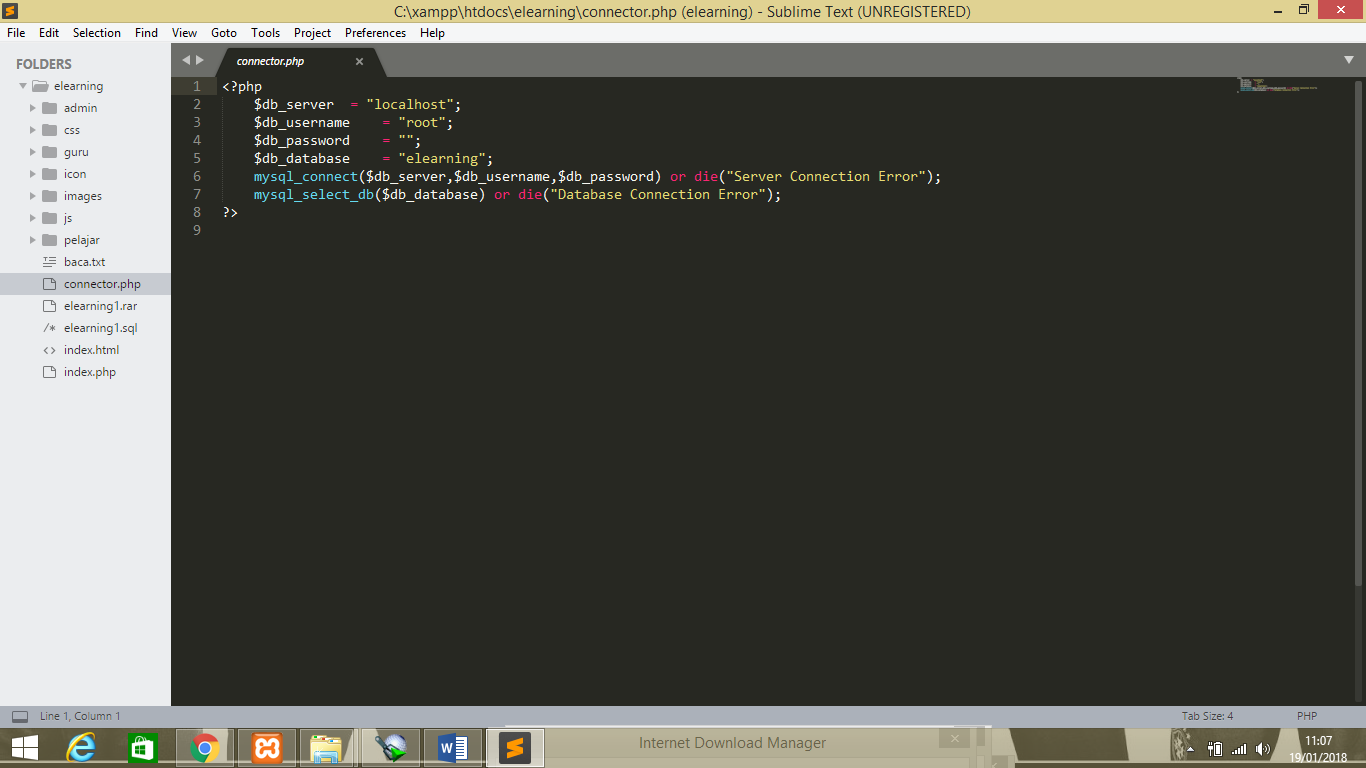 C:\xampp\htdocs\elearning\connector.php (elearning) - Sublime Text (UNREGISTERED)
File Edit Selection Find View Goto Tools Project Preferences Help
FOLDERS
elearning
admin
css
guru
icon
images
js
pelajar
baca.txt
connector.php
elearning1.rar
elearning1.sql
index.html
index.php
connector.php
1 <?php
2 $db_server = "localhost";
3 $db_username = "root";
4 $db_password = "";
5 $db_database = "elearning";
6 mysql_connect($db_server,$db_username,$db_password) or die("Server Connection Error");
7 mysql_select_db($db_database) or die("Database Connection Error");
8 ?>
9
Line 1, Column 1
Tab Size: 4
PHP
Internet Download Manager
11:07
19/01/2018